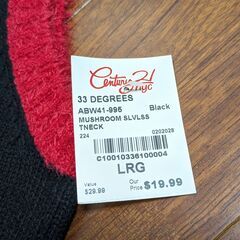 Century 21
NYC
33 DEGREES
ABW41-995 Black
MUSHROOM SLVLSS
TNECK
224 0202028
C10010336100004
LRG
Value Our
$29.99 Price $19.99